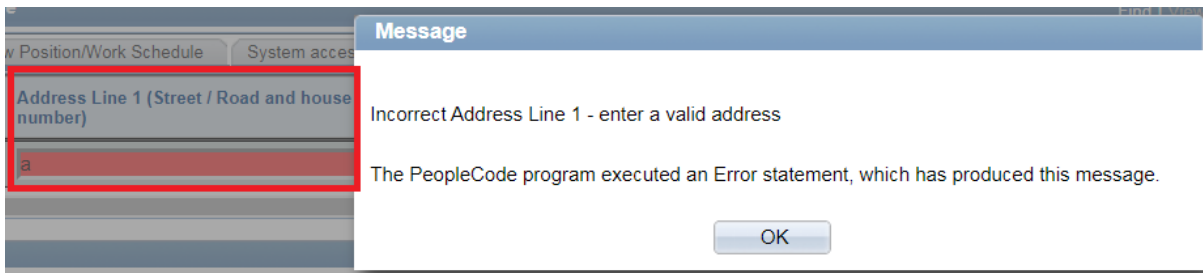 Find | View
Message
w Position/Work Schedule
System acces
Address Line 1 (Street / Road and house
number)
a
Incorrect Address Line 1 - enter a valid address
The PeopleCode program executed an Error statement, which has produced this message.
OK